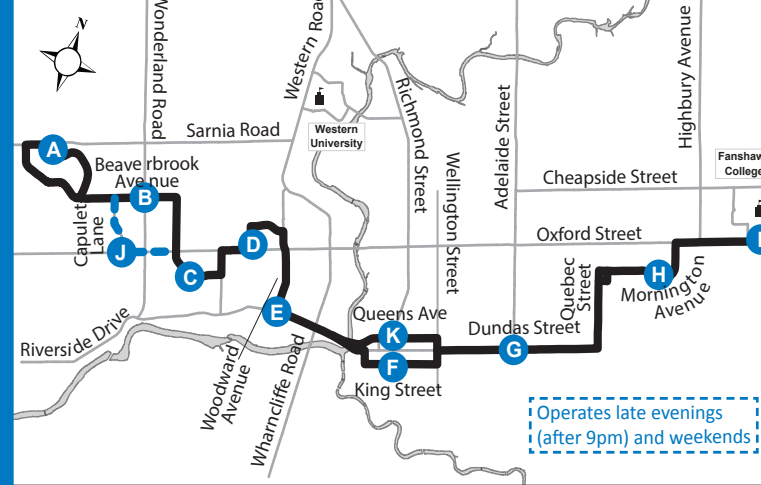 N
Wonderland Road
Western Road
Highbury Avenue
Sarnia Road
Western
University
Richmond Street
Adelaide Street
Fanshaw
College
A
Beaverbrook
Avenue
Wellington Street
Cheapside Street
B
Capulet
Lane
J
D
Oxford Street
C
Quebec
Street
H
Mornington
Avenue
E
Queens Ave
K
Dundas Street
G
Riverside Drive
Woodward
Avenue
Wharncliffe Road
F
King Street
Operates late evenings
(after 9pm) and weekends